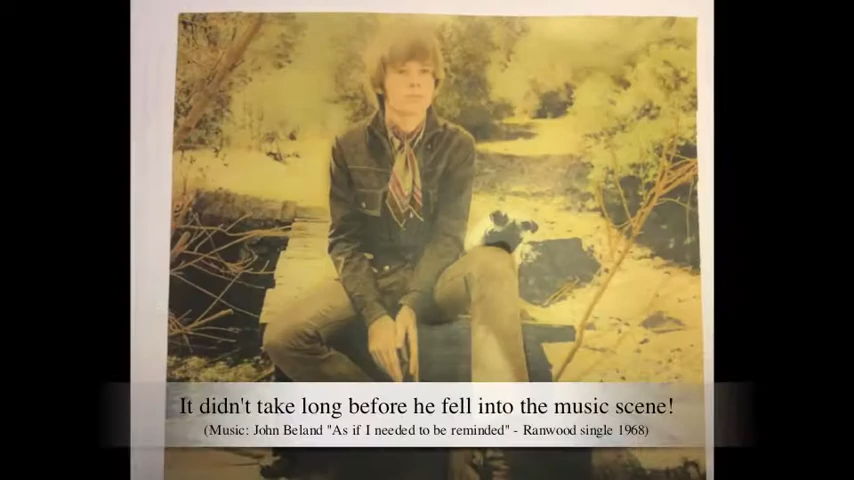 It didn't take long before he fell into the music scene!
(Music: John Beland "As if I needed to be reminded" - Ranwood single 1968)